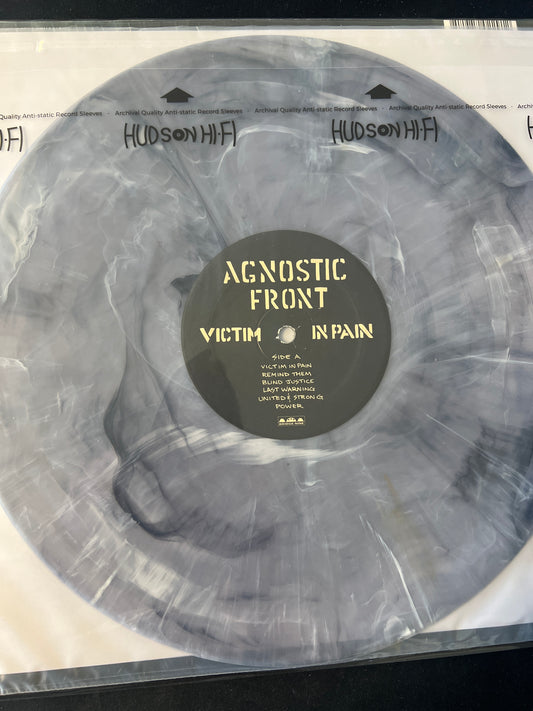 Quality Anti-static Record Sleeves · Archival Quality Anti-static Record Sleeves · Archival Quality Anti-static Record Sleeves · Archival
HUDSON HI-FI HUDSON HI-FI
AGNOSTIC
FRONT
VICTIM IN PAIN
SIDE A
VICTIM IN PAIN
REMIND THEM
BLIND JUSTICE
LAST WARNING
UNITED & STRONG
POWER